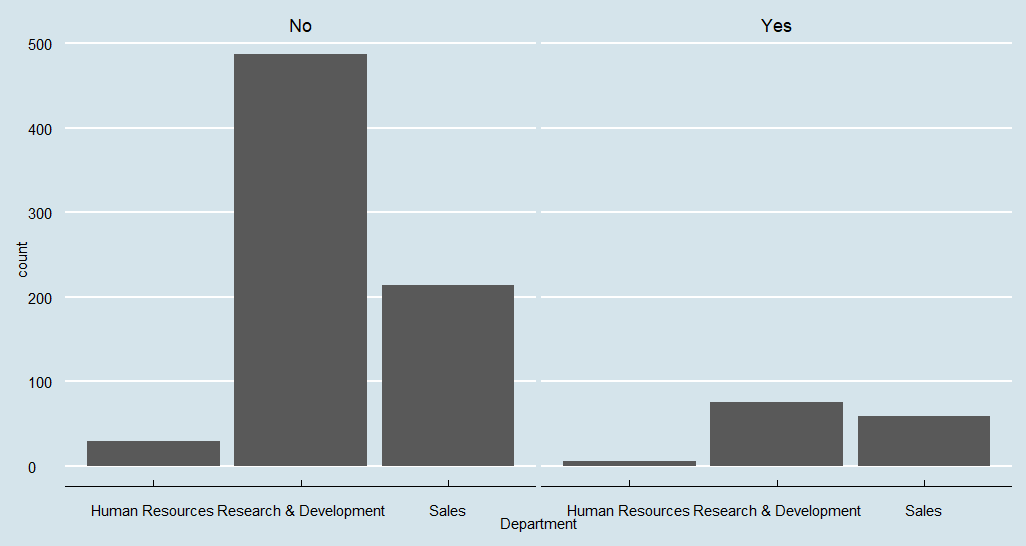 No Yes
500
400
300
200
100
0
count
Human Resources Research & Development Sales Human Resources Research & Development Sales
Department